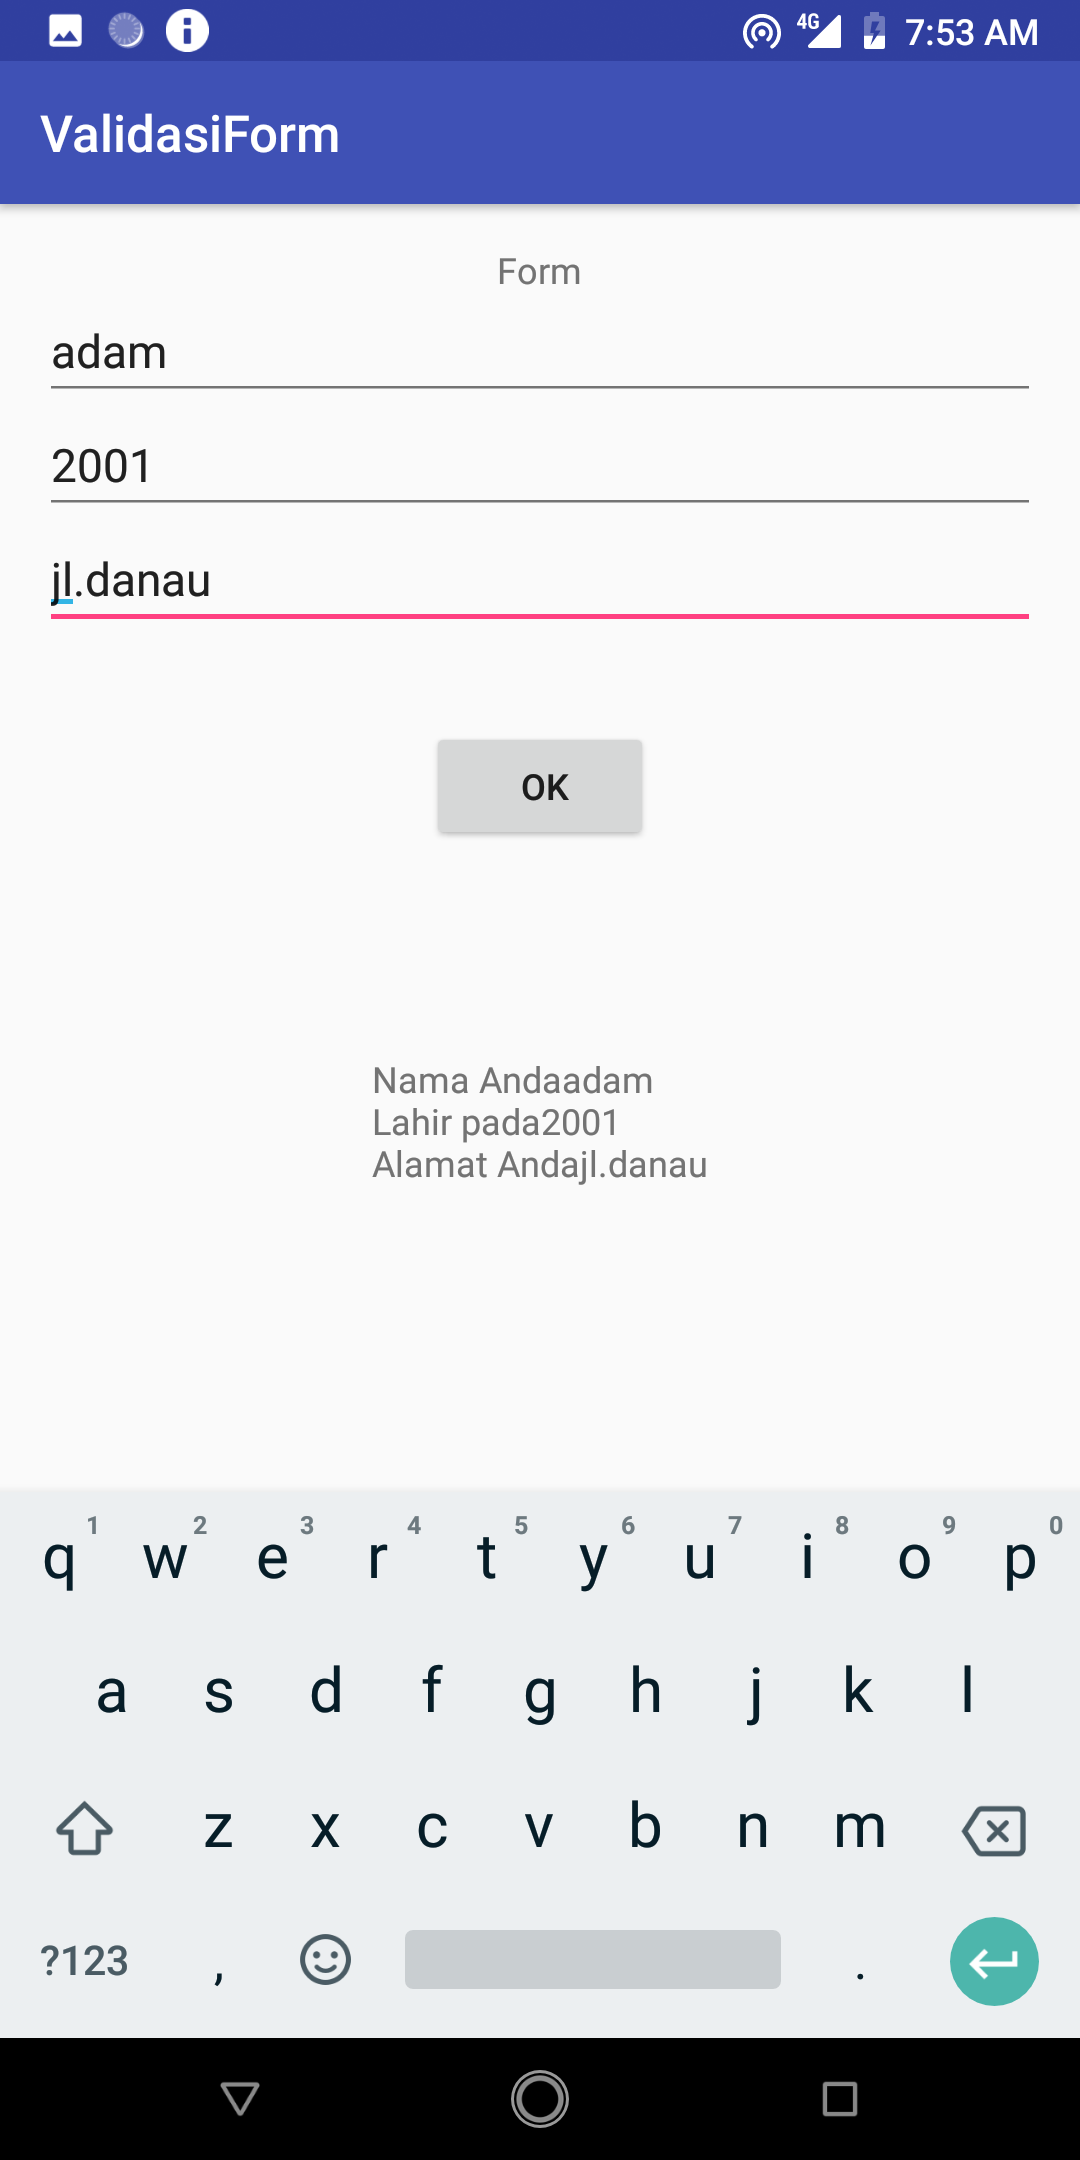 4G 7:53 AM
ValidasiForm
Form
adam
2001
jl.danau
OK
Nama Andaadam
Lahir pada2001
Alamat Andajl.danau
1 2 3 4 5 6 7 8 9 0
q w e r t y u i o p
a s d f g h j k l
z x c v b n m
?123 , .